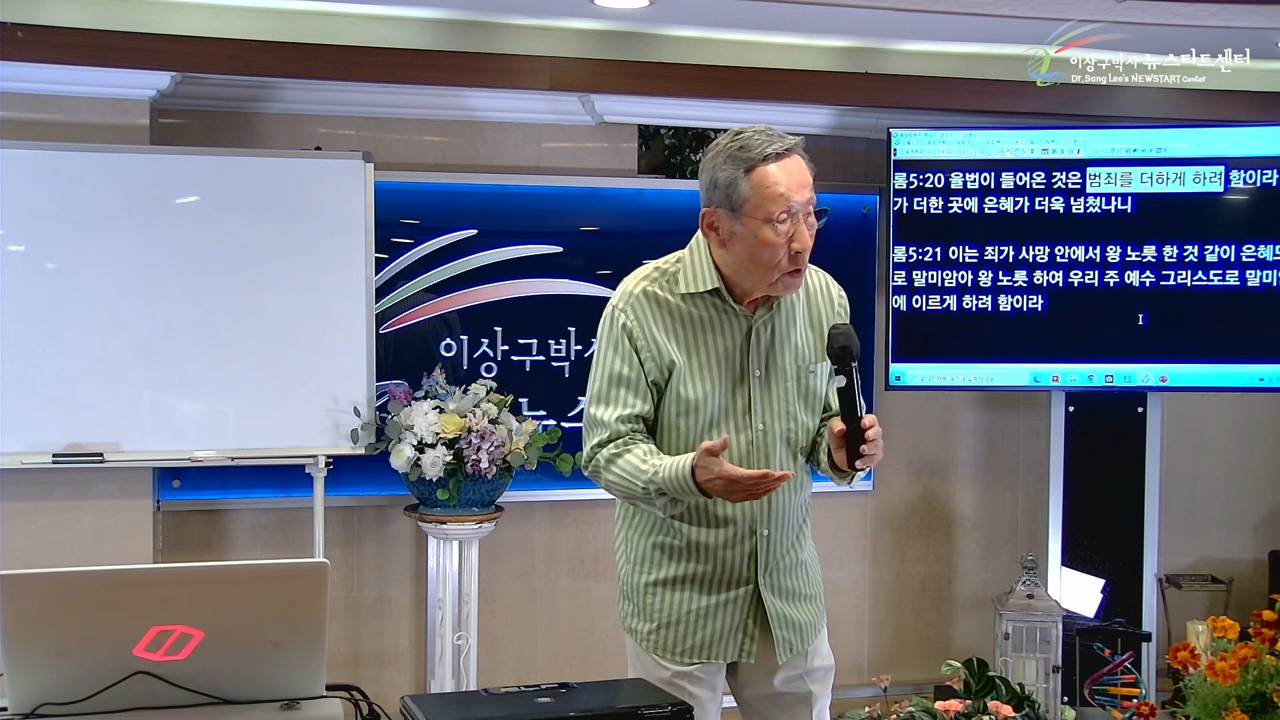 이상구박사 뉴스타트센터
Dr. Sang Lee's NEWSTART Center
롬5:20 율법이 들어온 것은 범죄를 더하게 하려 함이라
가 더한 곳에 은혜가 더욱 넘쳤나니
롬5:21 이는 죄가 사망 안에서 왕 노릇 한 것 같이 은혜도
로 말미암아 왕 노릇 하여 우리 주 예수 그리스도로 말미암
에 이르게 하려 함이라
이상구박사
뉴스